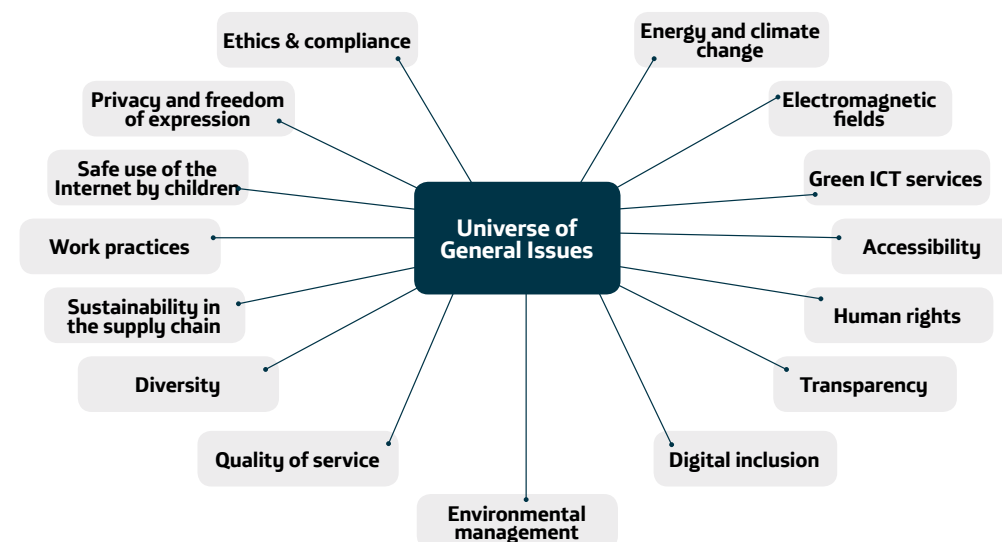 Ethics & compliance
Energy and climate
change
Privacy and freedom
of expression
Electromagnetic
fields
Safe use of the
Internet by children
Green ICT services
Universe of
General Issues
Work practices
Accessibility
Sustainability in
the supply chain
Human rights
Diversity
Transparency
Quality of service
Digital inclusion
Environmental
management